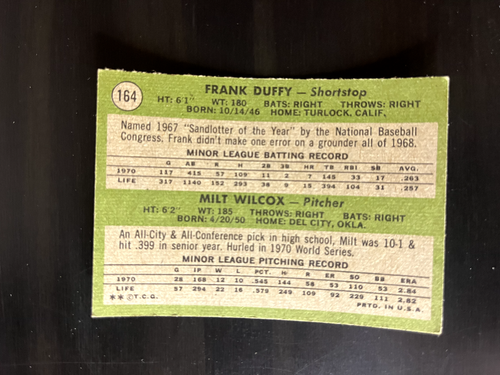 164
FRANK DUFFY — Shortstop
HT: 6'1" WT: 180 BATS: RIGHT THROWS: RIGHT
BORN: 10/14/46 HOME: TURLOCK, CALIF.
Named 1967 "Sandlotter of the Year" by the National Baseball
Congress, Frank didn't make one error on a grounder all of 1968.
MINOR LEAGUE BATTING RECORD
G AB R H 2B 3B HR TB RBI SB AVG.
1970 117 415 57 109 11 2 7 145 33 17 .263
LIFE 317 1140 152 293 38 9 15 394 104 31 .257
MILT WILCOX — Pitcher
HT: 6'2" WT: 185 THROWS: RIGHT BATS: RIGHT
BORN: 4/20/50 HOME: DEL CITY, OKLA.
An All-City & All-Conference pick in high school, Milt was 10-1 &
hit .399 in senior year. Hurled in 1970 World Series.
MINOR LEAGUE PITCHING RECORD
G IP W L PCT. H R ER SO BB ERA
1970 28 168 12 10 .545 144 58 53 110 53 2.84
LIFE 57 294 22 16 .579 249 109 92 229 111 2.82
**©T.C.G. PRTD. IN U.S.A.